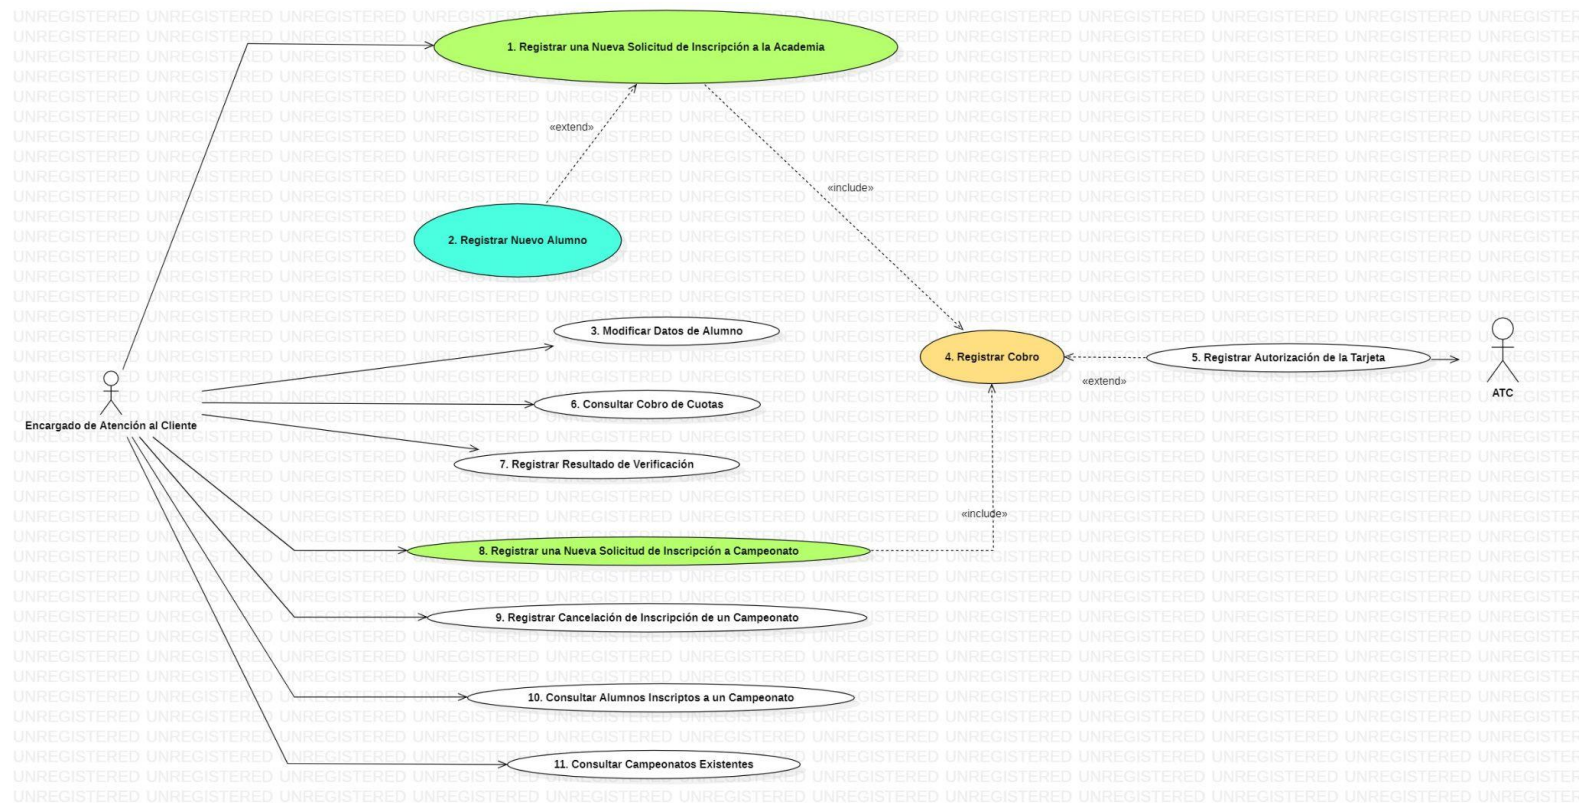 1. Registrar una Nueva Solicitud de Inscripción a la Academia
«extend»
«include»
2. Registrar Nuevo Alumno
3. Modificar Datos de Alumno
4. Registrar Cobro
5. Registrar Autorización de la Tarjeta
«extend»
ATC
6. Consultar Cobro de Cuotas
Encargado de Atención al Cliente
7. Registrar Resultado de Verificación
«include»
8. Registrar una Nueva Solicitud de Inscripción a Campeonato
9. Registrar Cancelación de Inscripción de un Campeonato
10. Consultar Alumnos Inscriptos a un Campeonato
11. Consultar Campeonatos Existentes
UNREGISTERED